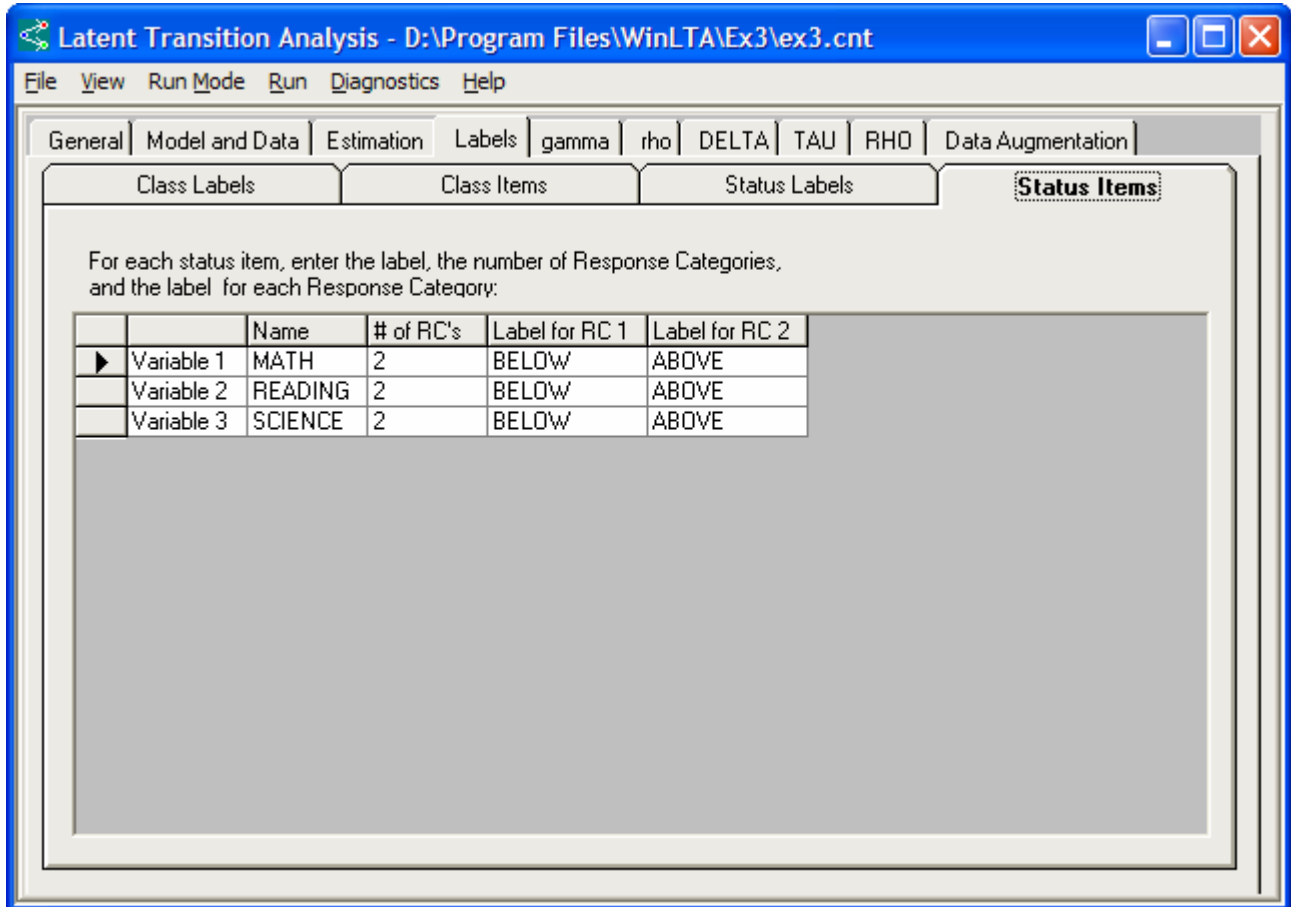 Latent Transition Analysis - D:\Program Files\WinLTA\Ex3\ex3.cnt
File View Run Mode Run Diagnostics Help
General Model and Data Estimation Labels gamma rho DELTA TAU RHO Data Augmentation
Class Labels Class Items Status Labels Status Items
For each status item, enter the label, the number of Response Categories,
and the label for each Response Category:
Name # of RC's Label for RC 1 Label for RC 2
Variable 1 MATH 2 BELOW ABOVE
Variable 2 READING 2 BELOW ABOVE
Variable 3 SCIENCE 2 BELOW ABOVE